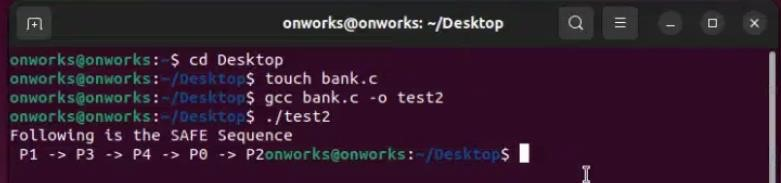 onworks@onworks: ~/Desktop
onworks@onworks:~$ cd Desktop
onworks@onworks:~/Desktop$ touch bank.c
onworks@onworks:~/Desktop$ gcc bank.c -o test2
onworks@onworks:~/Desktop$ ./test2
Following is the SAFE Sequence
 P1 -> P3 -> P4 -> P0 -> P2onworks@onworks:~/Desktop$